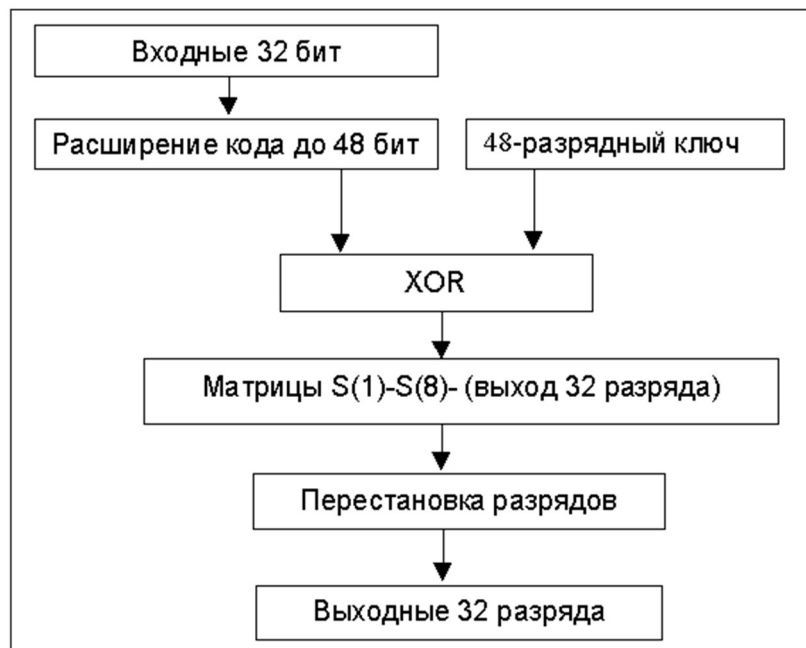 Входные 32 бит
Расширение кода до 48 бит
48-разрядный ключ
XOR
Матрицы S(1)-S(8)- (выход 32 разряда)
Перестановка разрядов
Выходные 32 разряда